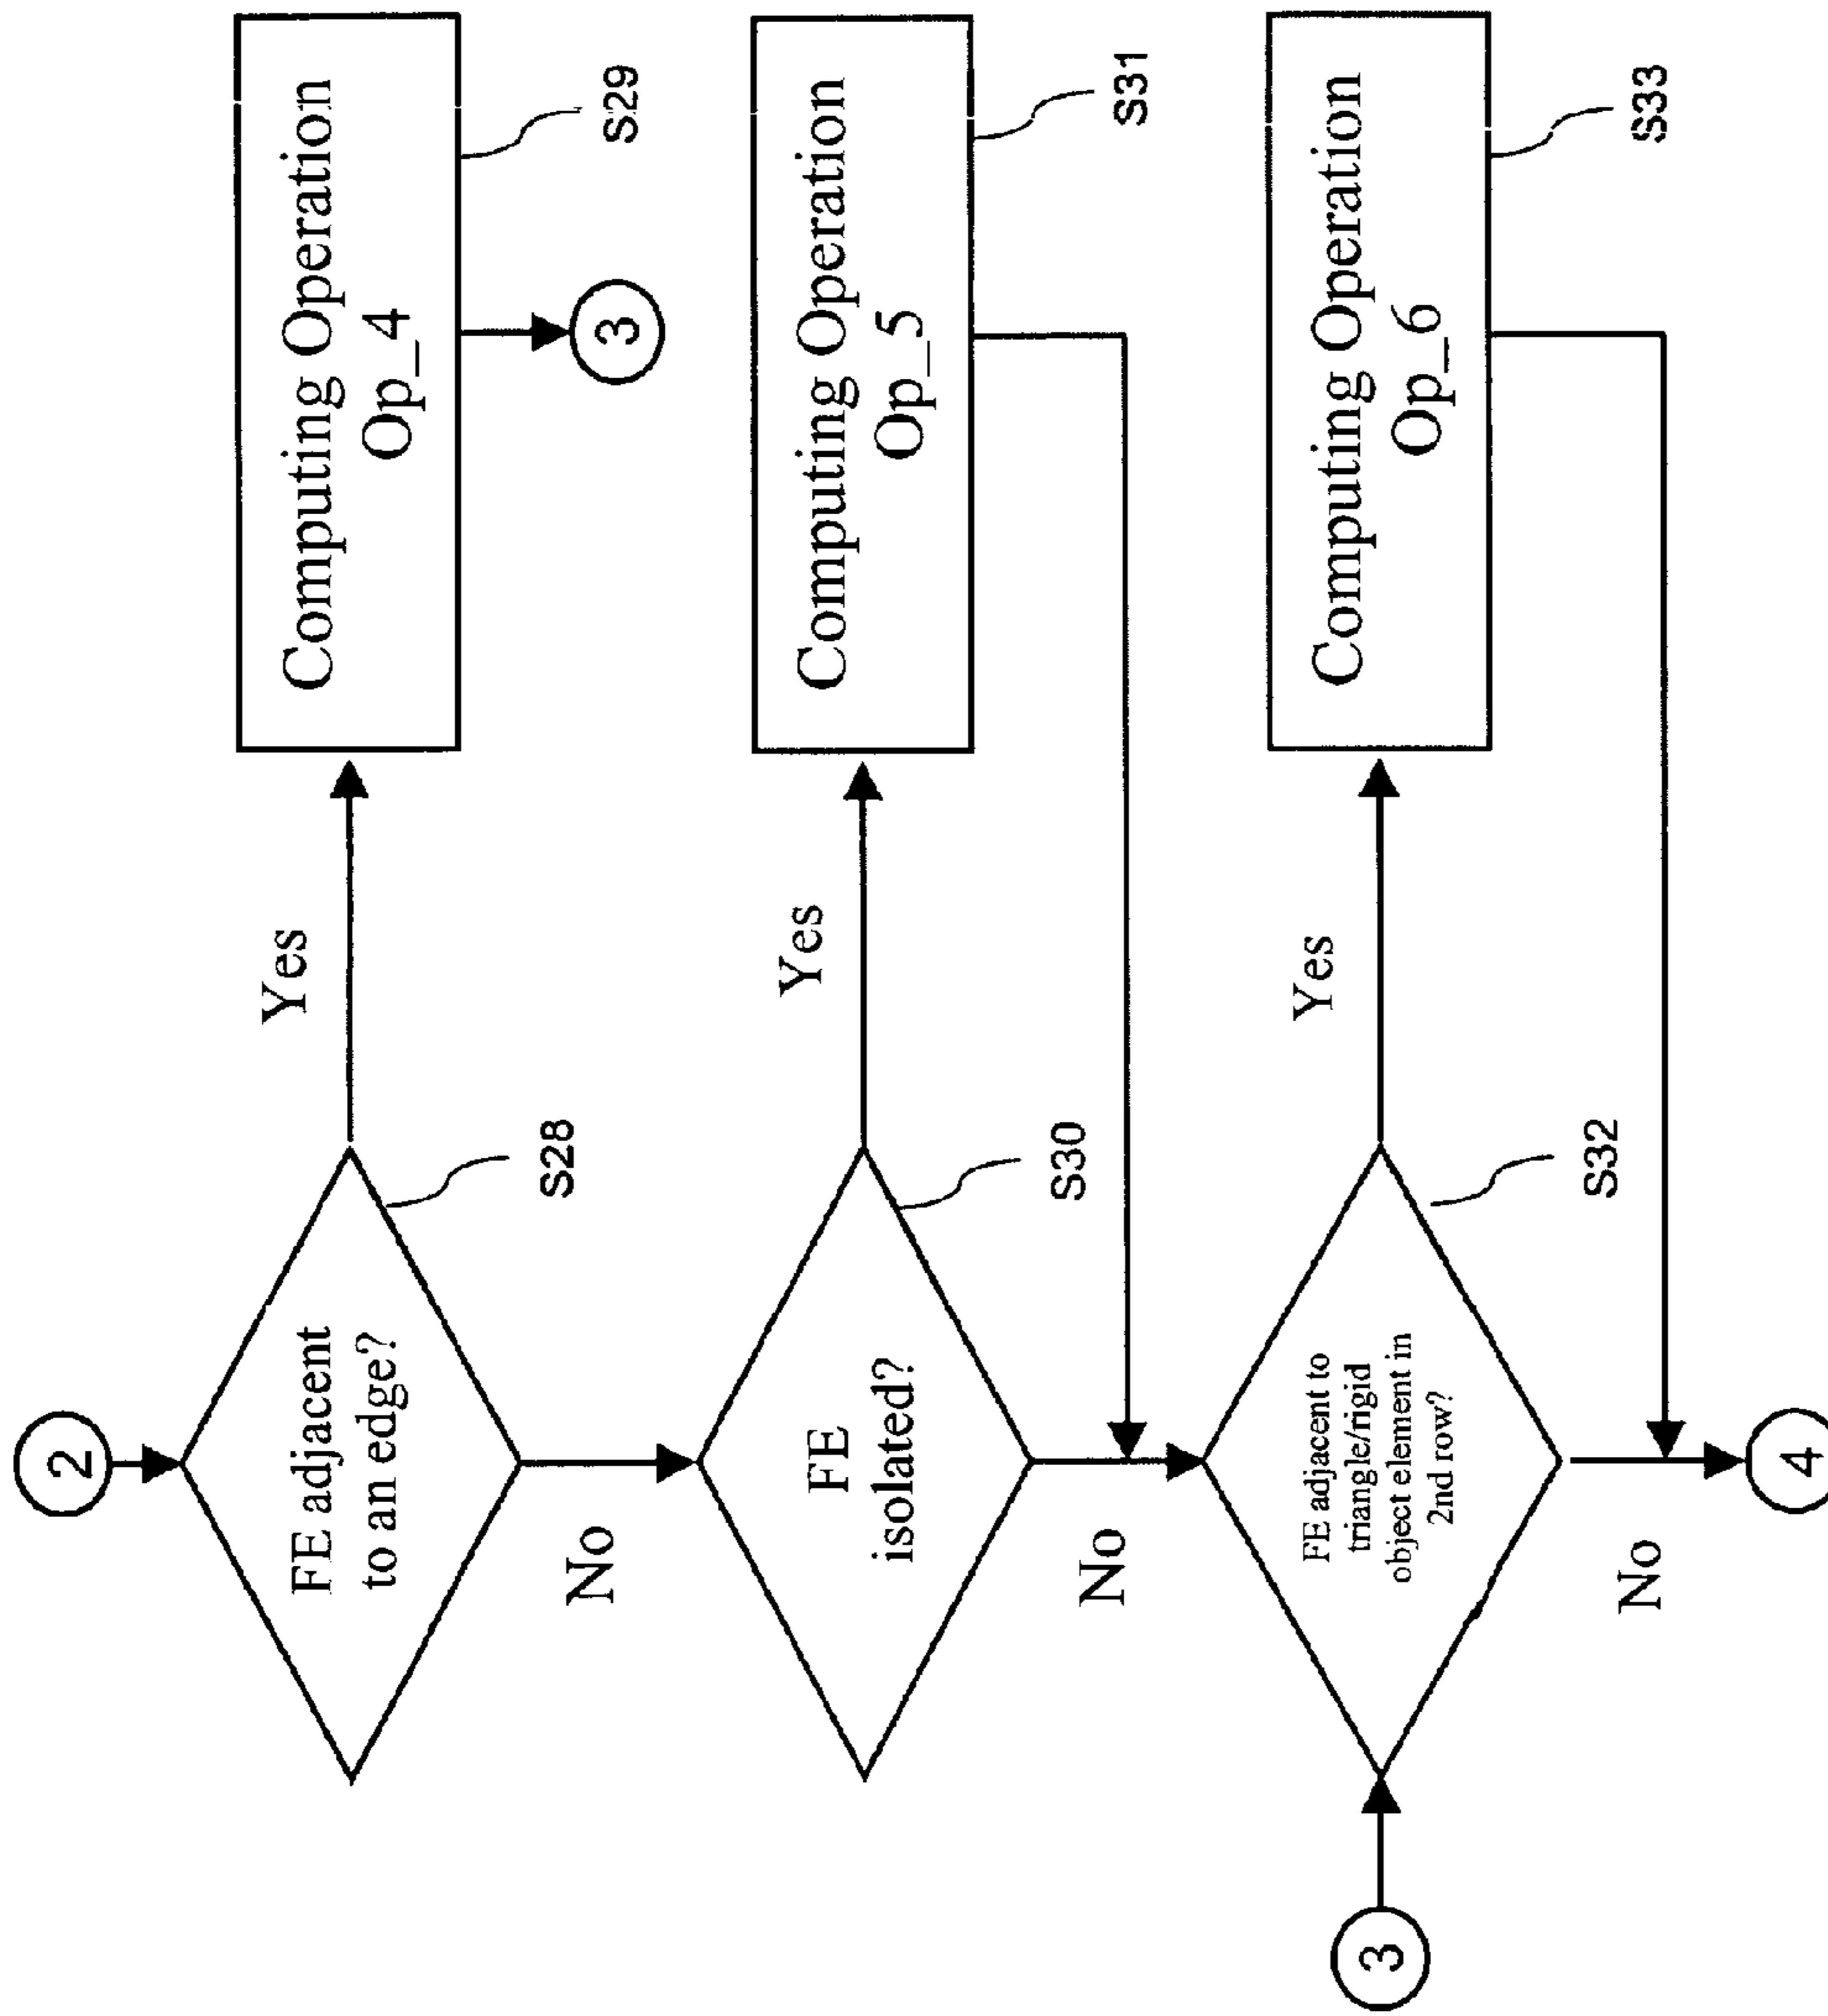 2
FE adjacent
to an edge?
S28
Yes
Computing Operation
Op_4
S29
3
No
FE
isolated?
S30
Yes
Computing Operation
Op_5
S31
No
3
FE adjacent to
triangle/rigid
object element in
2nd row?
S32
Yes
Computing Operation
Op_6
S33
No
4